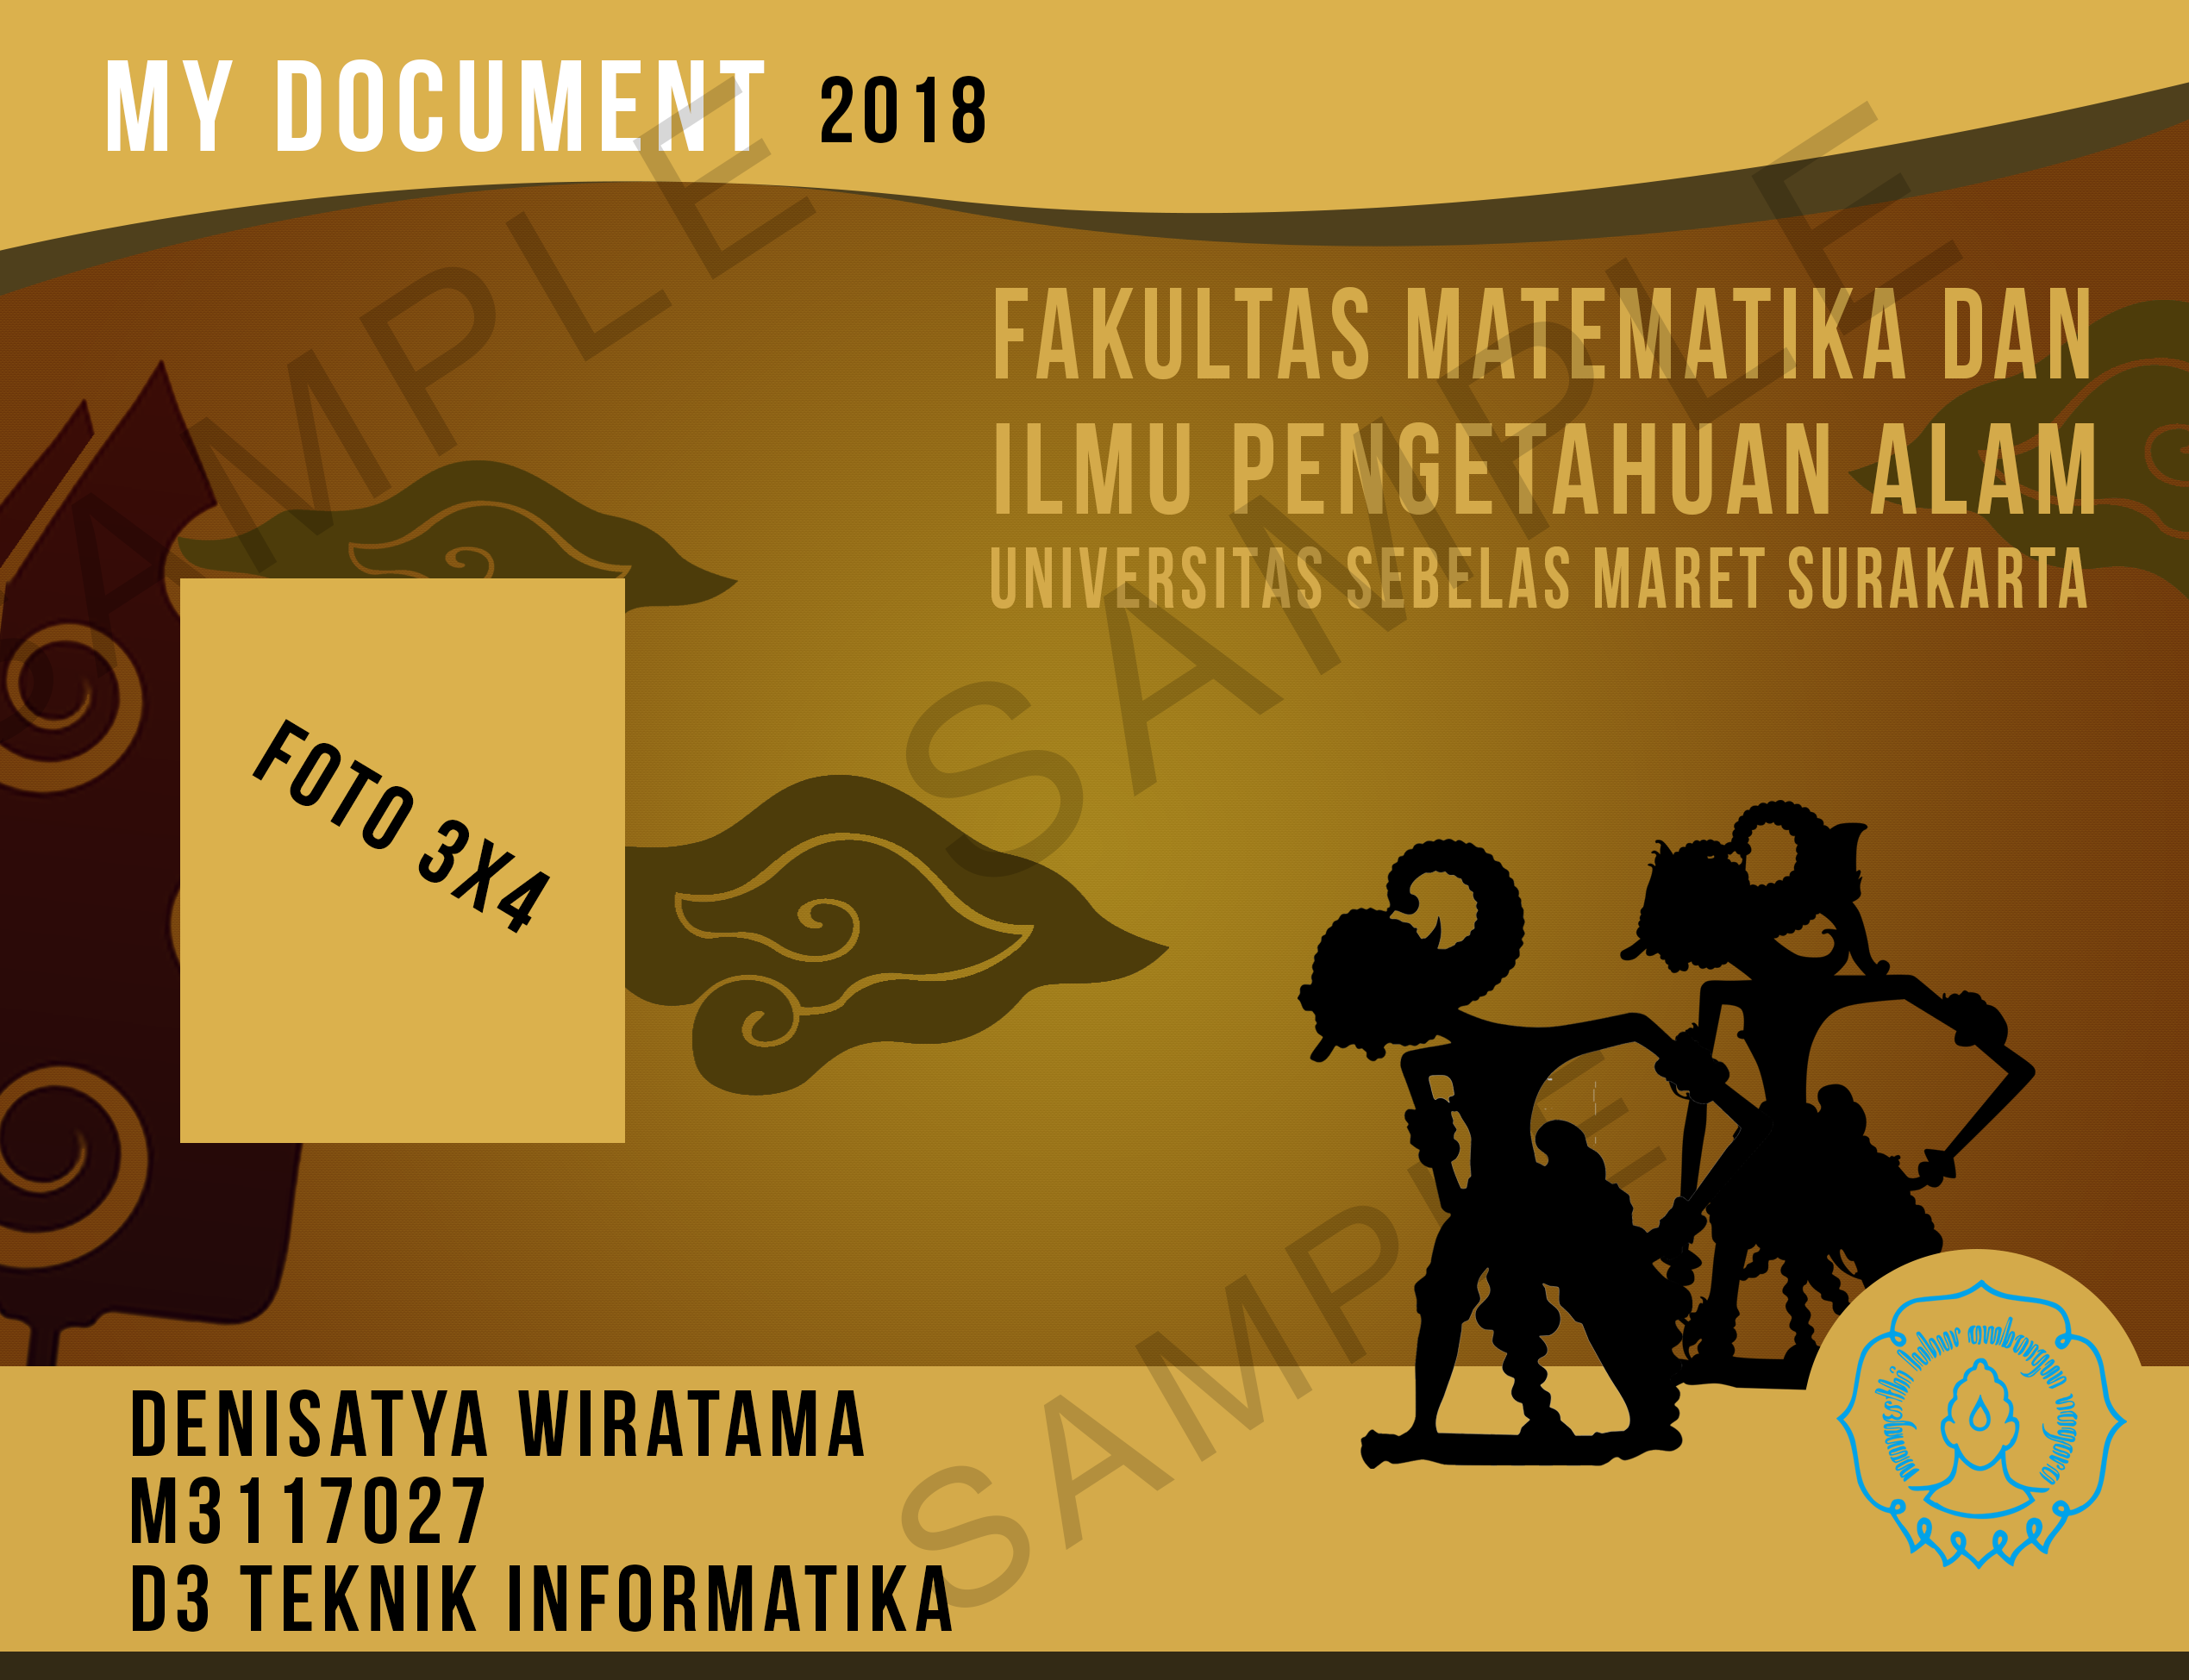 MY DOCUMENT 2018
FAKULTAS MATEMATIKA DAN
ILMU PENGETAHUAN ALAM
UNIVERSITAS SEBELAS MARET SURAKARTA
FOTO 3X4
DENISATYA WIRATAMA
M3117027
D3 TEKNIK INFORMATIKA
SAMPLE
SAMPLE
SAMPLE